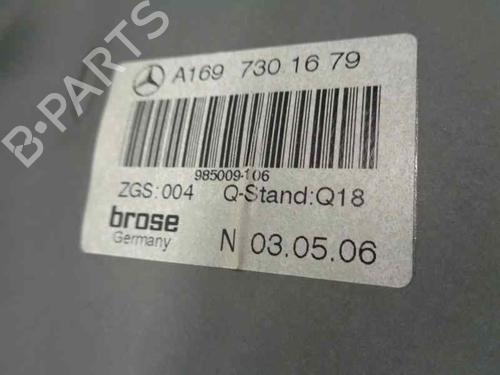 A169 730 16 79
985009-106
ZGS:004 Q-Stand:Q18
brose
Germany
N 03.05.06
B-PARTS